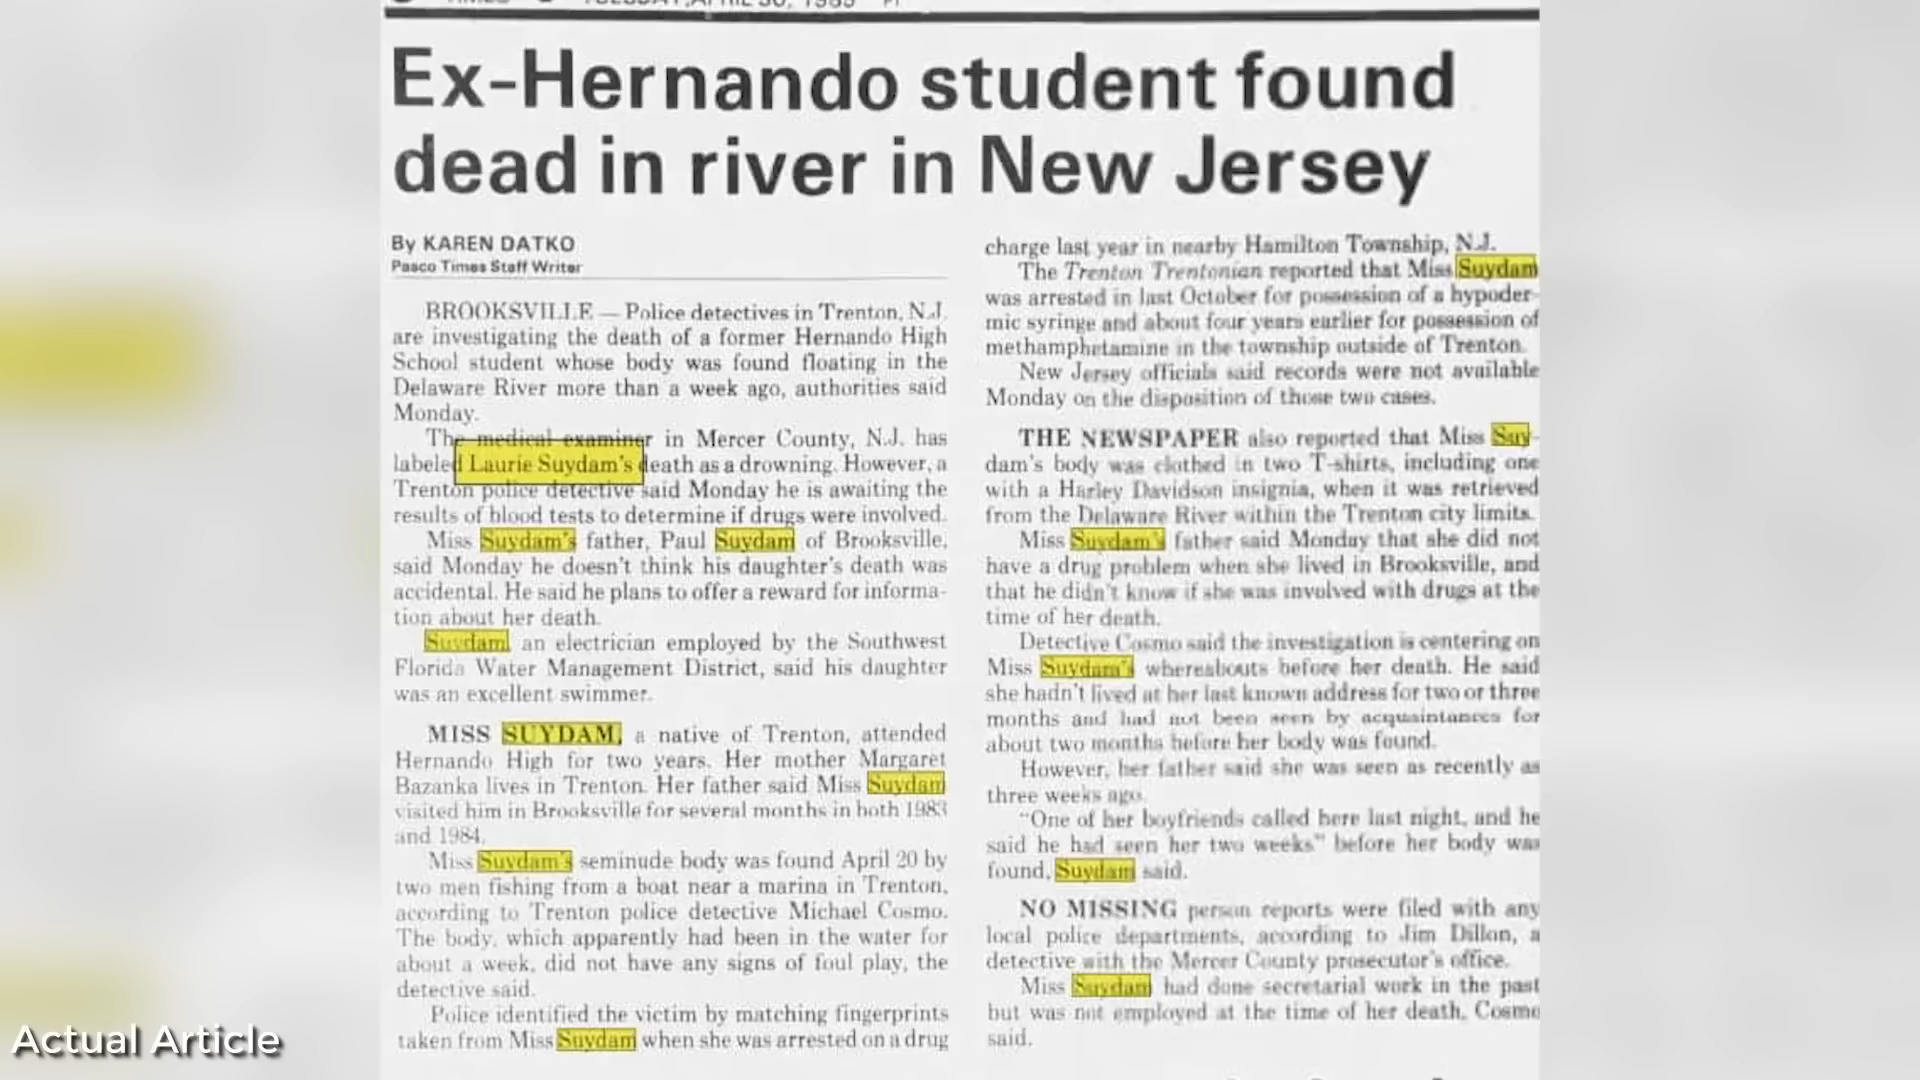 Ex-Hernando student found
dead in river in New Jersey
By KAREN DATKO
Pasco Times Staff Writer
BROOKSVILLE — Police detectives in Trenton, N.J.
are investigating the death of a former Hernando High
School student whose body was found floating in the
Delaware River more than a week ago, authorities said
Monday.
The medical examiner in Mercer County, N.J. has
labeled Laurie Suydam's death as a drowning. However, a
Trenton police detective said Monday he is awaiting the
results of blood tests to determine if drugs were involved.
Miss Suydam's father, Paul Suydam of Brooksville,
said Monday he doesn't think his daughter's death was
accidental. He said he plans to offer a reward for informa-
tion about her death.
Suydam, an electrician employed by the Southwest
Florida Water Management District, said his daughter
was an excellent swimmer.
MISS SUYDAM, a native of Trenton, attended
Hernando High for two years. Her mother Margaret
Bazanka lives in Trenton. Her father said Miss Suydam
visited him in Brooksville for several months in both 1983
and 1984.
Miss Suydam's seminude body was found April 20 by
two men fishing from a boat near a marina in Trenton,
according to Trenton police detective Michael Cosmo.
The body, which apparently had been in the water for
about a week, did not have any signs of foul play, the
detective said.
Police identified the victim by matching fingerprints
taken from Miss Suydam when she was arrested on a drug
charge last year in nearby Hamilton Township, N.J.
The Trenton Trentonian reported that Miss Suydam
was arrested in last October for possession of a hypoder-
mic syringe and about four years earlier for possession of
methamphetamine in the township outside of Trenton.
New Jersey officials said records were not available
Monday on the disposition of those two cases.
THE NEWSPAPER also reported that Miss Suy-
dam's body was clothed in two T-shirts, including one
with a Harley Davidson insignia, when it was retrieved
from the Delaware River within the Trenton city limits.
Miss Suydam's father said Monday that she did not
have a drug problem when she lived in Brooksville, and
that he didn't know if she was involved with drugs at the
time of her death.
Detective Cosmo said the investigation is centering on
Miss Suydam's whereabouts before her death. He said
she hadn't lived at her last known address for two or three
months and had not been seen by acquaintances for
about two months before her body was found.
However, her father said she was seen as recently as
three weeks ago.
"One of her boyfriends called here last night, and he
said he had seen her two weeks" before her body was
found, Suydam said.
NO MISSING person reports were filed with any
local police departments, according to Jim Dillon, a
detective with the Mercer County prosecutor's office.
Miss Suydam had done secretarial work in the past
but was not employed at the time of her death, Cosmo
said.
Actual Article